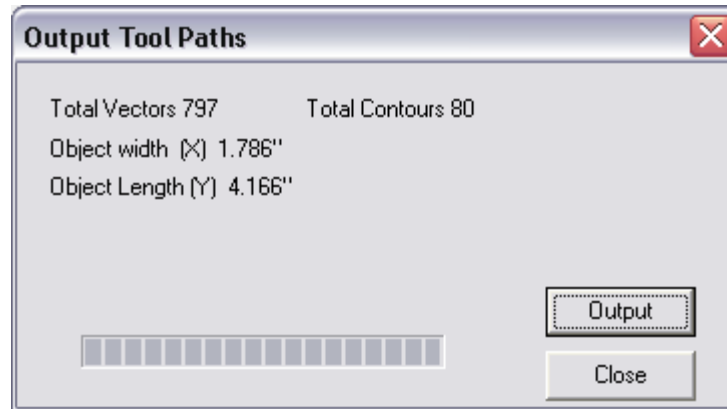 Output Tool Paths
Total Vectors 797 Total Contours 80
Object width (X) 1.786"
Object Length (Y) 4.166"
Output
Close